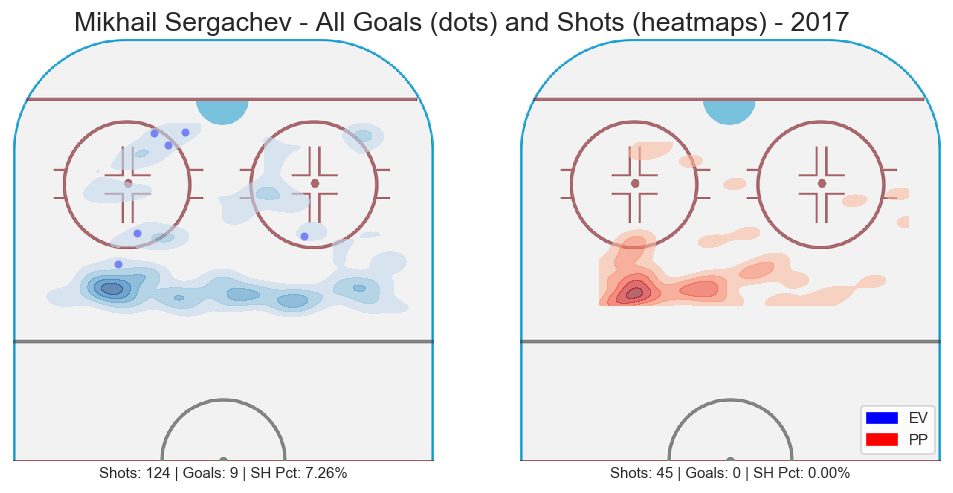 Mikhail Sergachev - All Goals (dots) and Shots (heatmaps) - 2017
EV
PP
Shots: 124 | Goals: 9 | SH Pct: 7.26%
Shots: 45 | Goals: 0 | SH Pct: 0.00%